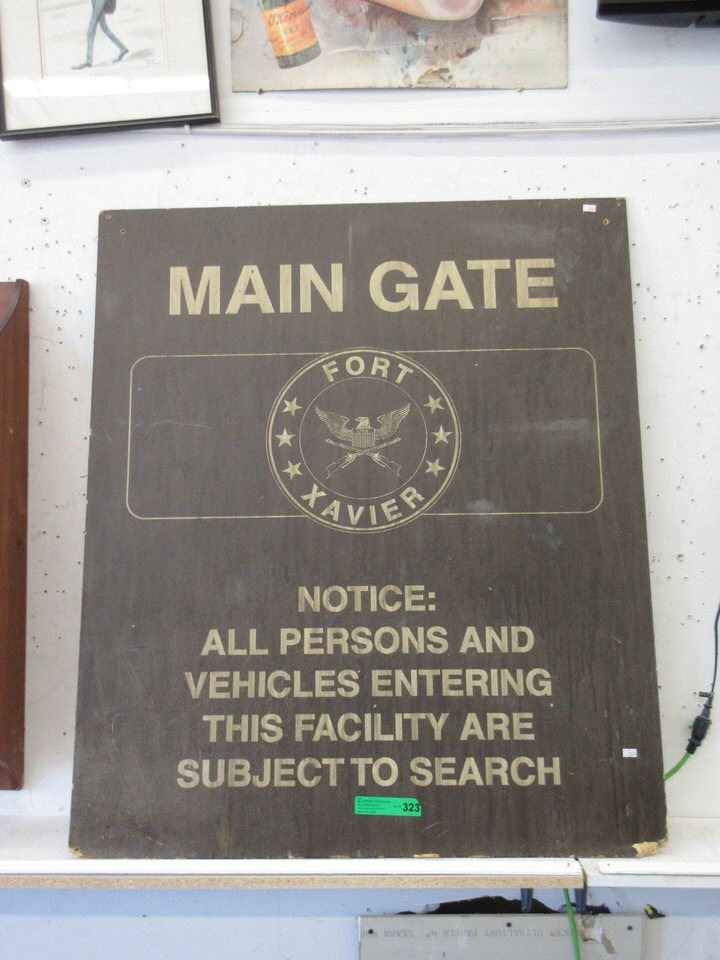 MAIN GATE
FORT
XAVIER
NOTICE:
ALL PERSONS AND
VEHICLES ENTERING
THIS FACILITY ARE
SUBJECT TO SEARCH
323